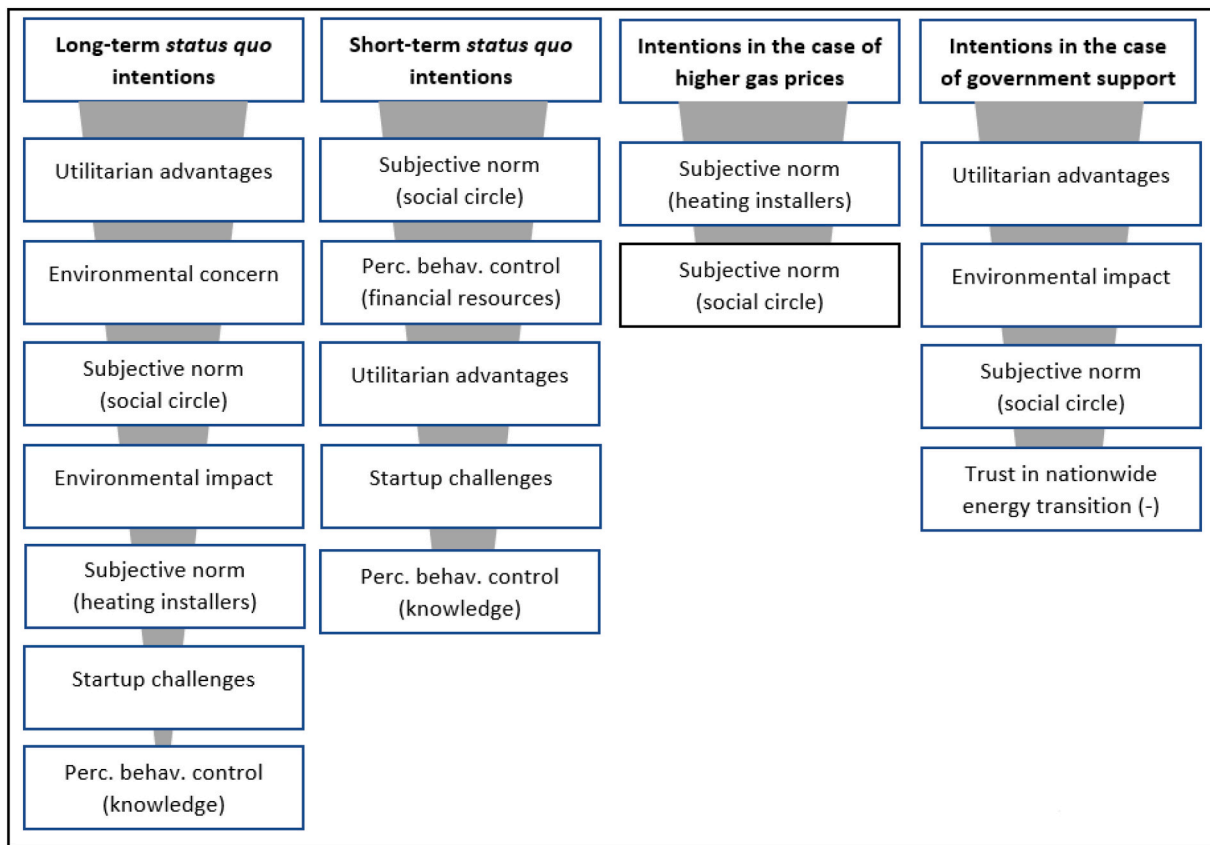 Long-term status quo
intentions
Utilitarian advantages
Environmental concern
Subjective norm
(social circle)
Environmental impact
Subjective norm
(heating installers)
Startup challenges
Perc. behav. control
(knowledge)
Short-term status quo
intentions
Subjective norm
(social circle)
Perc. behav. control
(financial resources)
Utilitarian advantages
Startup challenges
Perc. behav. control
(knowledge)
Intentions in the case of
higher gas prices
Subjective norm
(heating installers)
Subjective norm
(social circle)
Intentions in the case
of government support
Utilitarian advantages
Environmental impact
Subjective norm
(social circle)
Trust in nationwide
energy transition (-)